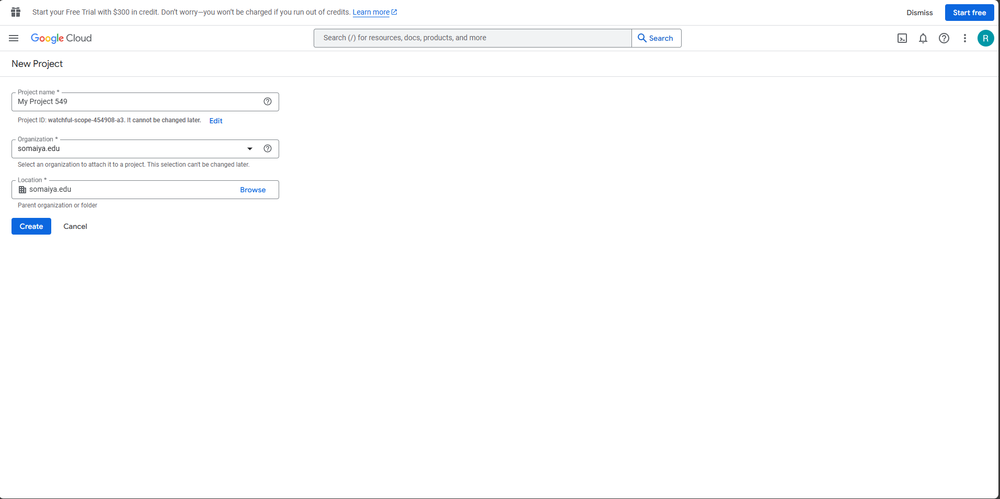 Start your Free Trial with $300 in credit. Don’t worry—you won’t be charged if you run out of credits. Learn more
Dismiss
Start free
Google Cloud
Search (/) for resources, docs, products, and more
Search
R
New Project
Project name *
My Project 549
Project ID: watchful-scope-454908-a3. It cannot be changed later. Edit
Organization *
somaiya.edu
Select an organization to attach it to a project. This selection can't be changed later.
Location *
somaiya.edu
Browse
Parent organization or folder
Create
Cancel